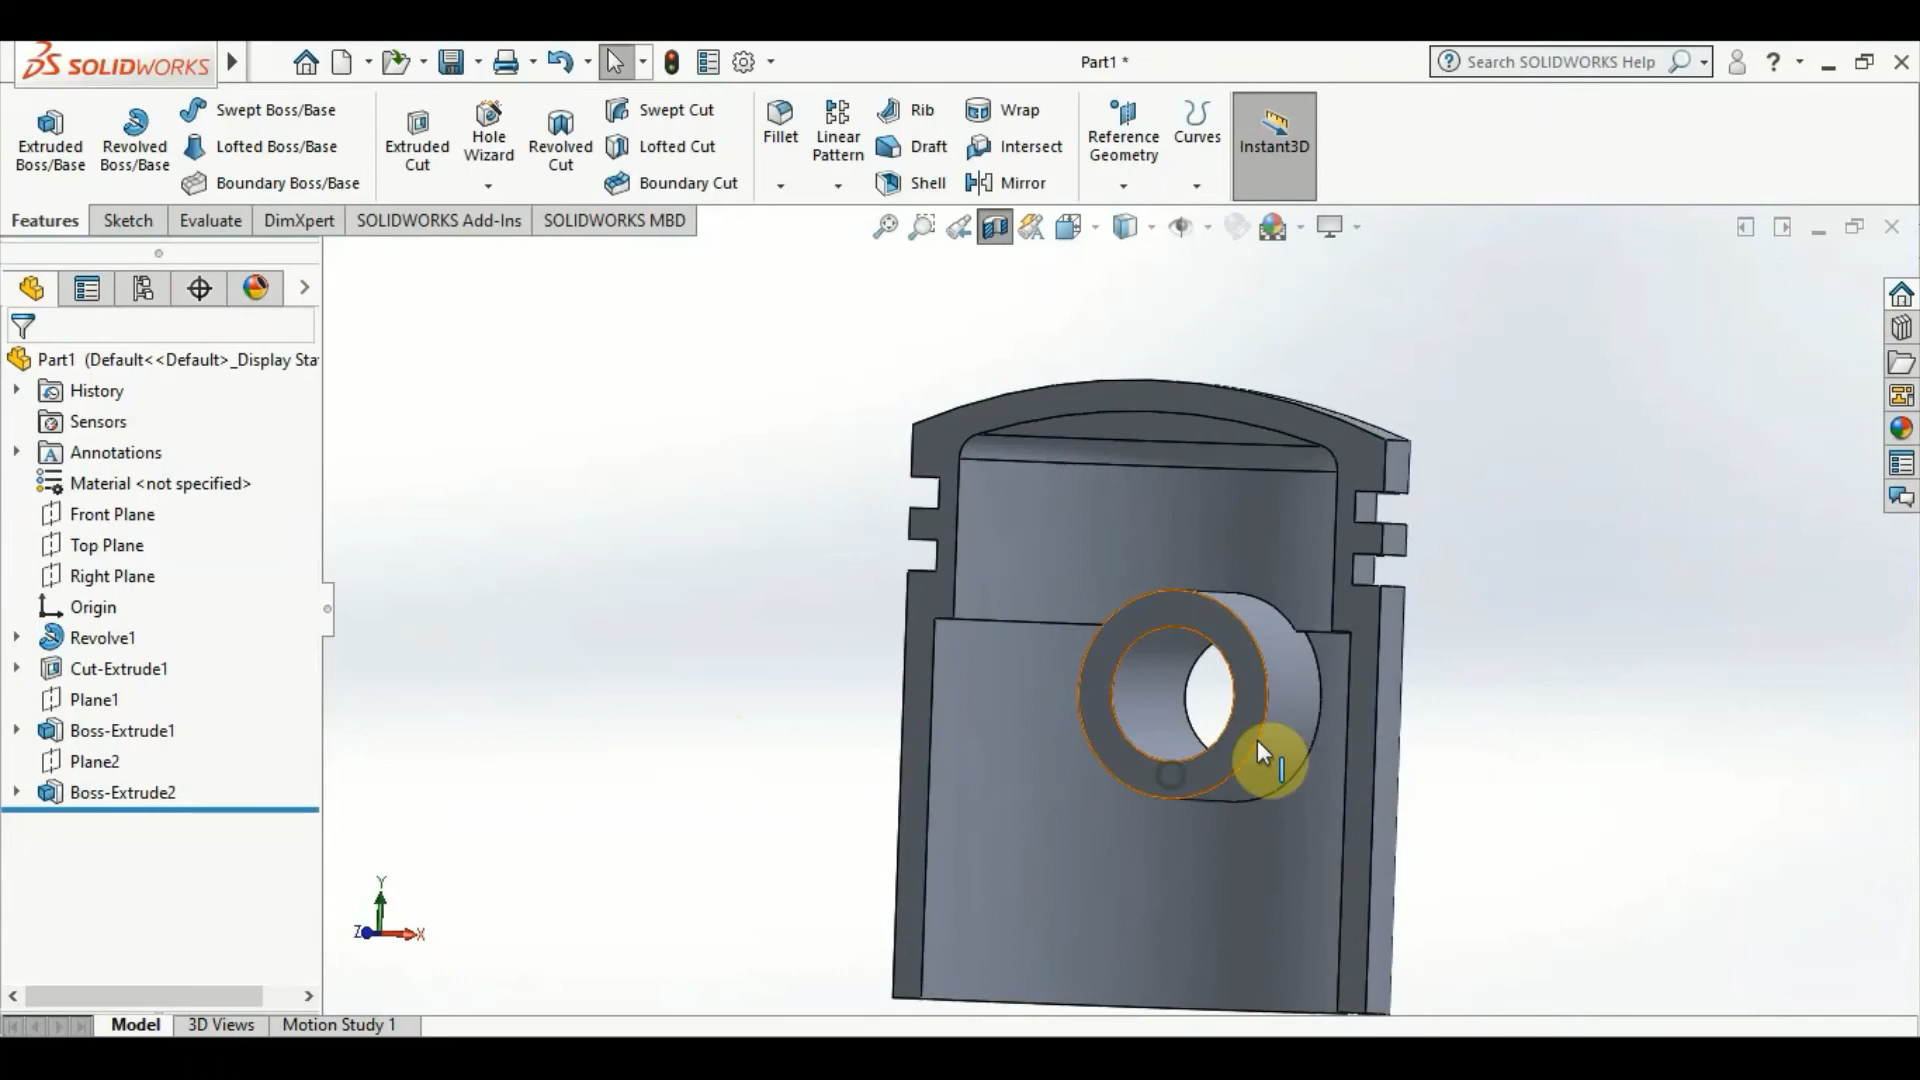 SOLIDWORKS
Part1 *
Search SOLIDWORKS Help
Extruded Boss/Base
Revolved Boss/Base
Swept Boss/Base
Lofted Boss/Base
Boundary Boss/Base
Extruded Cut
Hole Wizard
Revolved Cut
Swept Cut
Lofted Cut
Boundary Cut
Fillet
Linear Pattern
Rib
Draft
Shell
Wrap
Intersect
Mirror
Reference Geometry
Curves
Instant3D
Features
Sketch
Evaluate
DimXpert
SOLIDWORKS Add-Ins
SOLIDWORKS MBD
Part1 (Default<<Default>_Display Sta
History
Sensors
Annotations
Material <not specified>
Front Plane
Top Plane
Right Plane
Origin
Revolve1
Cut-Extrude1
Plane1
Boss-Extrude1
Plane2
Boss-Extrude2
Y
Z
X
Model
3D Views
Motion Study 1